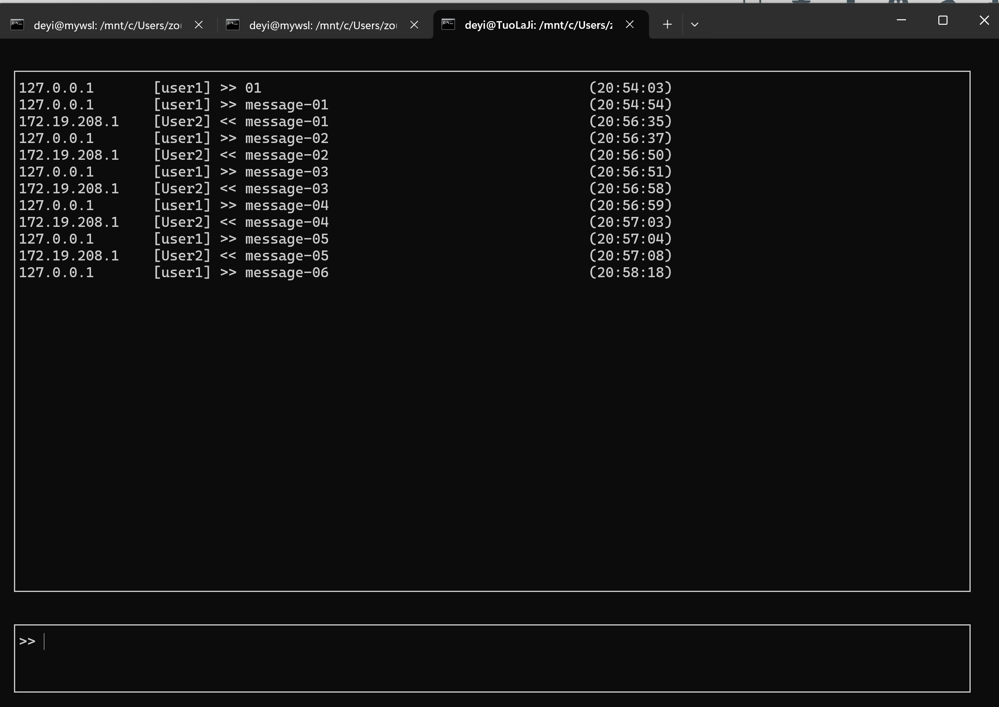 deyi@mywsl: /mnt/c/Users/zo deyi@mywsl: /mnt/c/Users/zo deyi@TuoLaJi: /mnt/c/Users/z
127.0.0.1 [user1] >> 01 (20:54:03)
127.0.0.1 [user1] >> message-01 (20:54:54)
172.19.208.1 [User2] << message-01 (20:56:35)
127.0.0.1 [user1] >> message-02 (20:56:37)
172.19.208.1 [User2] << message-02 (20:56:50)
127.0.0.1 [user1] >> message-03 (20:56:51)
172.19.208.1 [User2] << message-03 (20:56:58)
127.0.0.1 [user1] >> message-04 (20:56:59)
172.19.208.1 [User2] << message-04 (20:57:03)
127.0.0.1 [user1] >> message-05 (20:57:04)
172.19.208.1 [User2] << message-05 (20:57:08)
127.0.0.1 [user1] >> message-06 (20:58:18)
>>